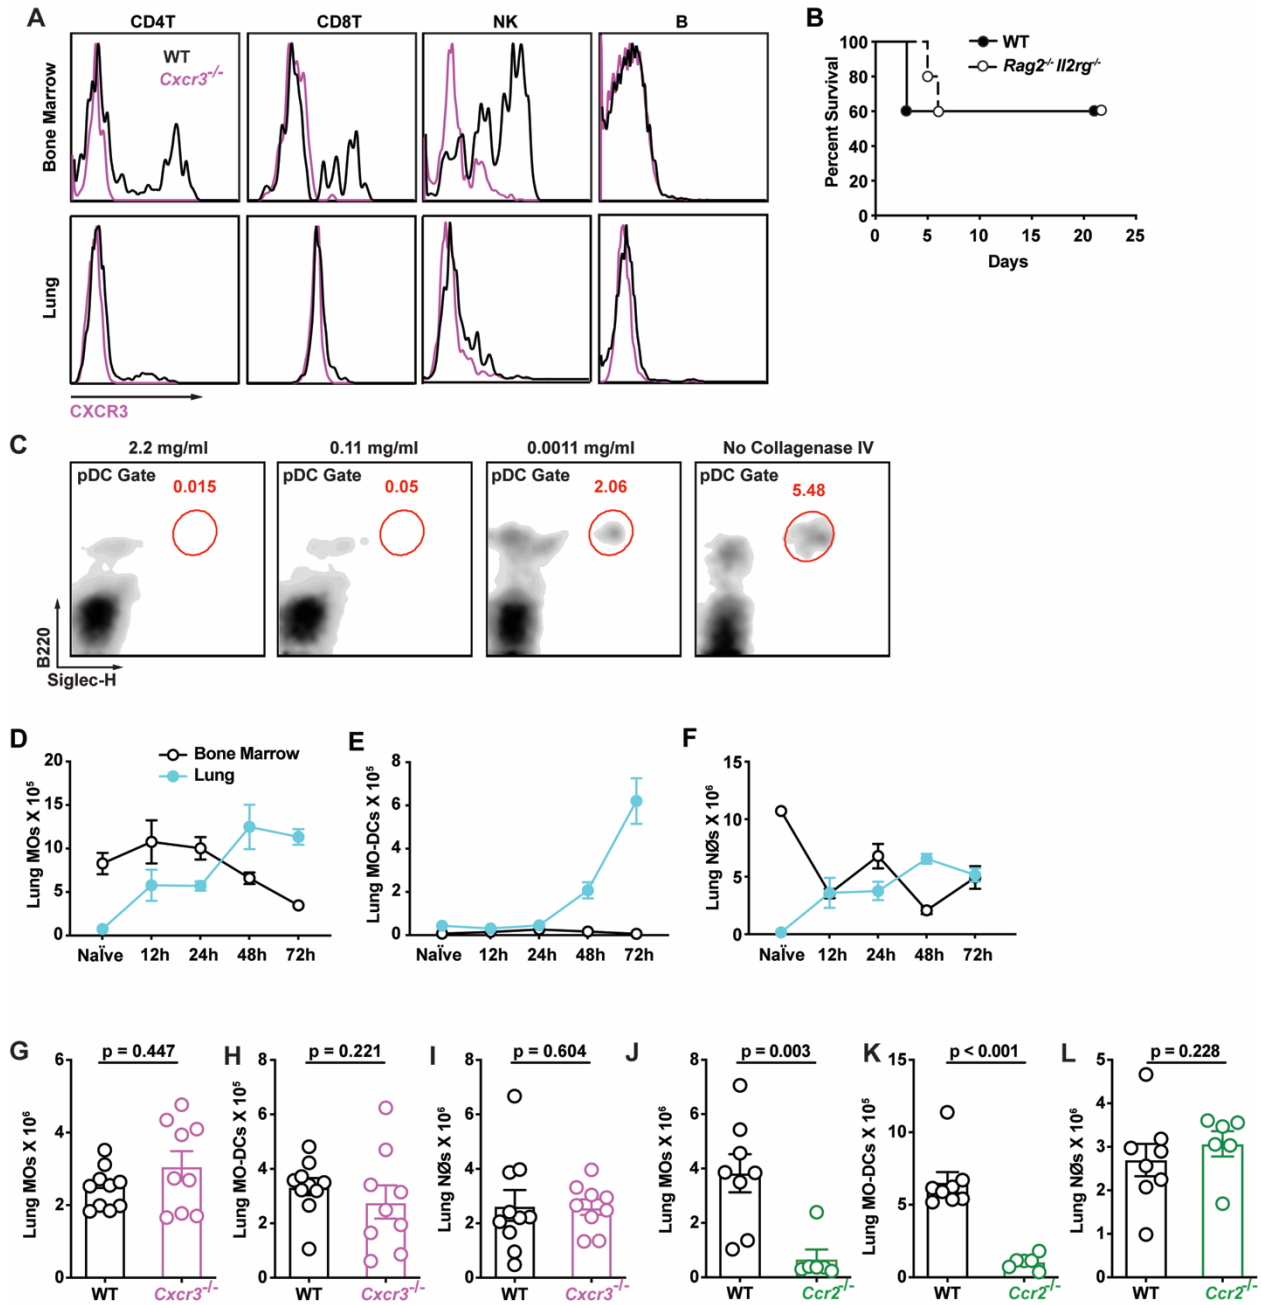 A
CD4T
CD8T
NK
B
WT
Cxcr3-/-
Bone Marrow
Lung
CXCR3
B
WT
Rag2-/- Il2rg-/-
Percent Survival
100
80
60
40
20
0
0 5 10 15 20 25
Days
C
2.2 mg/ml
0.11 mg/ml
0.0011 mg/ml
No Collagenase IV
pDC Gate
0.015
pDC Gate
0.05
pDC Gate
2.06
pDC Gate
5.48
B220
Siglec-H
D
Bone Marrow
Lung
Lung MOs X 10⁵
20
15
10
5
0
NaÏve 12h 24h 48h 72h
E
Lung MO-DCs X 10⁵
8
6
4
2
0
NaÏve 12h 24h 48h 72h
F
Lung NØs X 10⁶
15
10
5
0
NaÏve 12h 24h 48h 72h
G
p = 0.447
Lung MOs X 10⁶
6
4
2
0
WT Cxcr3-/-
H
p = 0.221
Lung MO-DCs X 10⁵
8
6
4
2
0
WT Cxcr3-/-
I
p = 0.604
Lung NØs X 10⁶
8
6
4
2
0
WT Cxcr3-/-
J
p = 0.003
Lung MOs X 10⁶
8
6
4
2
0
WT Ccr2-/-
K
p < 0.001
Lung MO-DCs X 10⁵
15
10
5
0
WT Ccr2-/-
L
p = 0.228
Lung NØs X 10⁶
5
4
3
2
1
0
WT Ccr2-/-